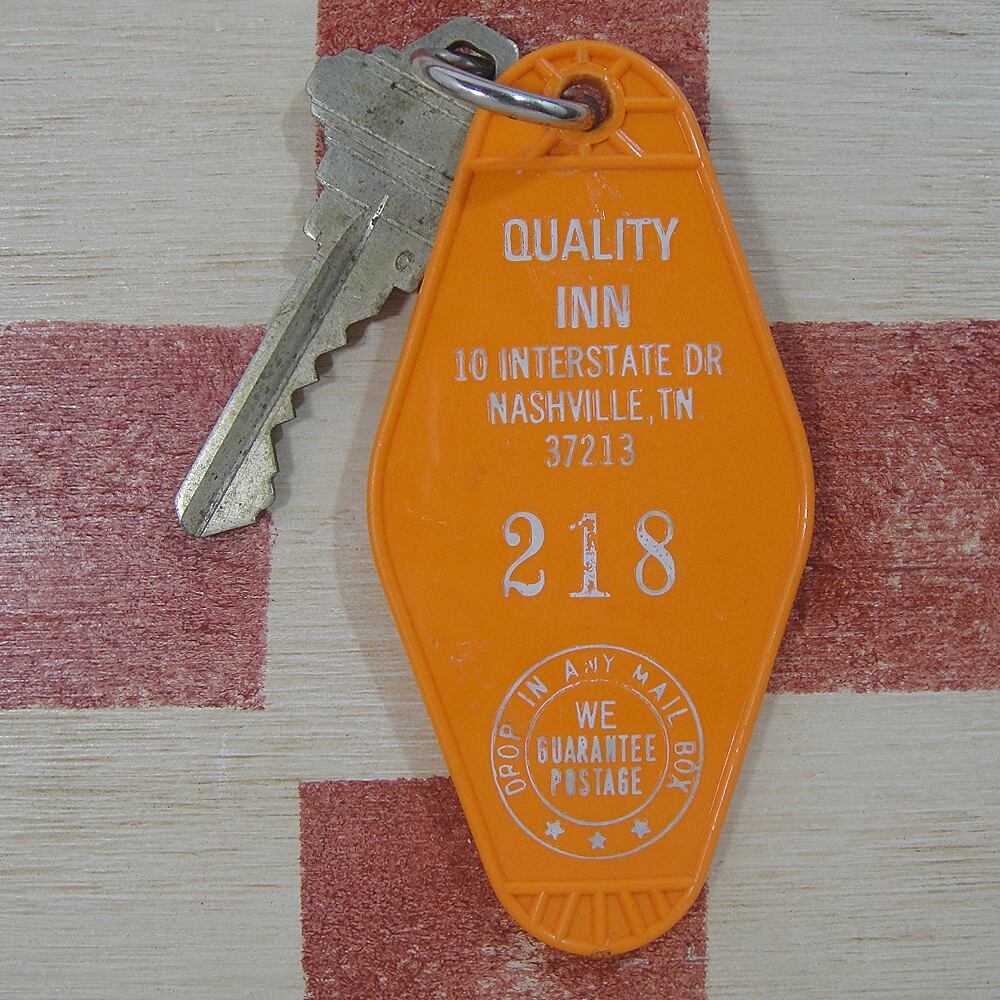 QUALITY
INN
10 INTERSTATE DR
NASHVILLE, TN
37213
218
DROP IN ANY MAIL BOX
WE
GUARANTEE
POSTAGE